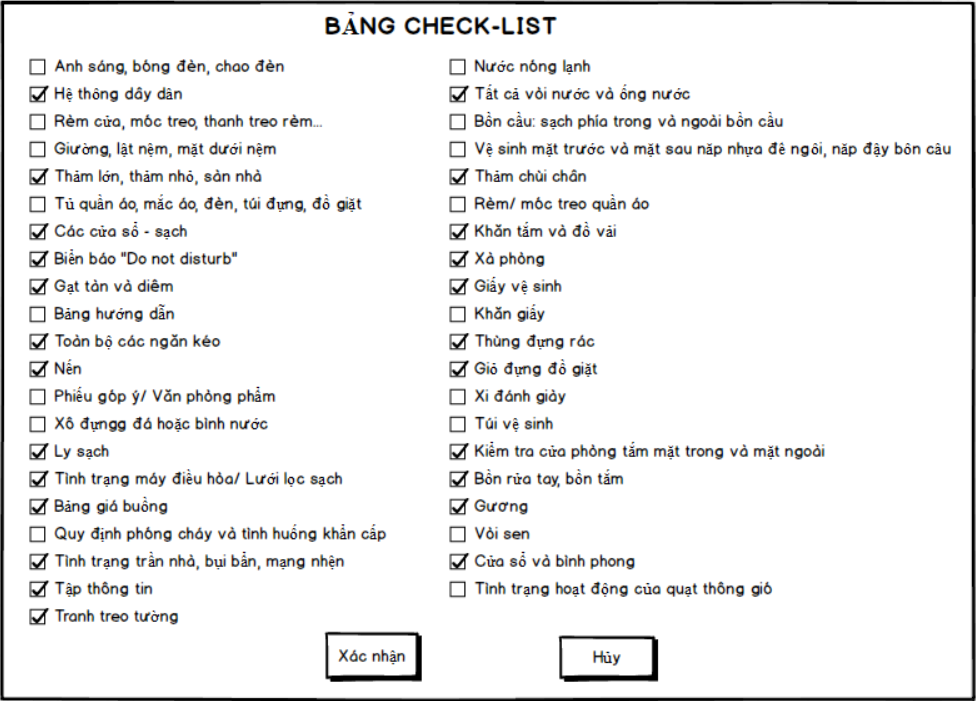 BẢNG CHECK-LIST
Anh sáng, bóng đèn, chao đèn
Hệ thông dây dân
Rèm cửa, móc treo, thanh treo rèm...
Giường, lật nệm, mặt dưới nệm
Thảm lớn, thảm nhỏ, sàn nhà
Tủ quần áo, mắc áo, đèn, túi đựng, đồ giặt
Các cửa sổ - sạch
Biển báo "Do not disturb"
Gạt tàn và diêm
Bảng hướng dẫn
Toàn bộ các ngăn kéo
Nến
Phiếu góp ý/ Văn phòng phẩm
Xô đựngg đá hoặc bình nước
Ly sạch
Tình trạng máy điều hòa/ Lưới lọc sạch
Bảng giá buồng
Quy định phóng cháy và tình huống khẩn cấp
Tình trạng trần nhà, bụi bẩn, mạng nhện
Tập thông tin
Tranh treo tường
Nước nóng lạnh
Tất cả vòi nước và ống nước
Bồn cầu: sạch phía trong và ngoài bồn cầu
Vệ sinh mặt trước và mặt sau năp nhựa đê ngôi, năp đậy bôn câu
Thảm chùi chân
Rèm/ móc treo quần áo
Khăn tắm và đồ vải
Xà phòng
Giấy vệ sinh
Khăn giấy
Thùng đựng rác
Giỏ đựng đồ giặt
Xi đánh giày
Túi vệ sinh
Kiểm tra cửa phòng tắm mặt trong và mặt ngoài
Bồn rửa tay, bồn tắm
Gương
Vòi sen
Cửa sổ và bình phong
Tình trạng hoạt động của quạt thông gió
Xác nhận
Hủy